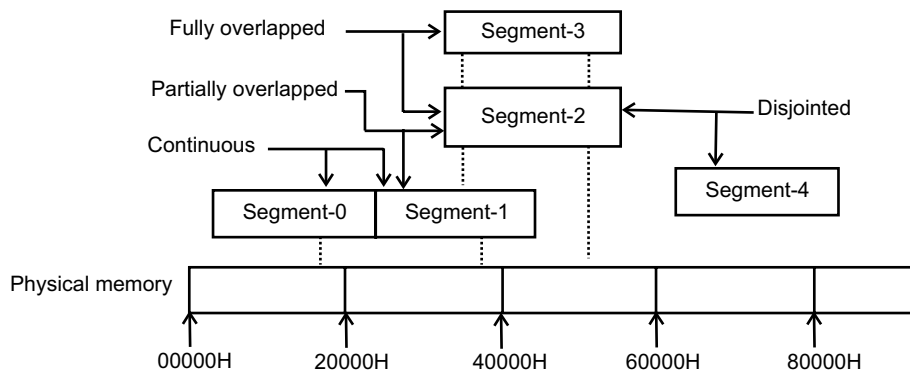 Fully overlapped
Segment-3
Partially overlapped
Segment-2
Disjointed
Continuous
Segment-4
Segment-0
Segment-1
Physical memory
00000H
20000H
40000H
60000H
80000H